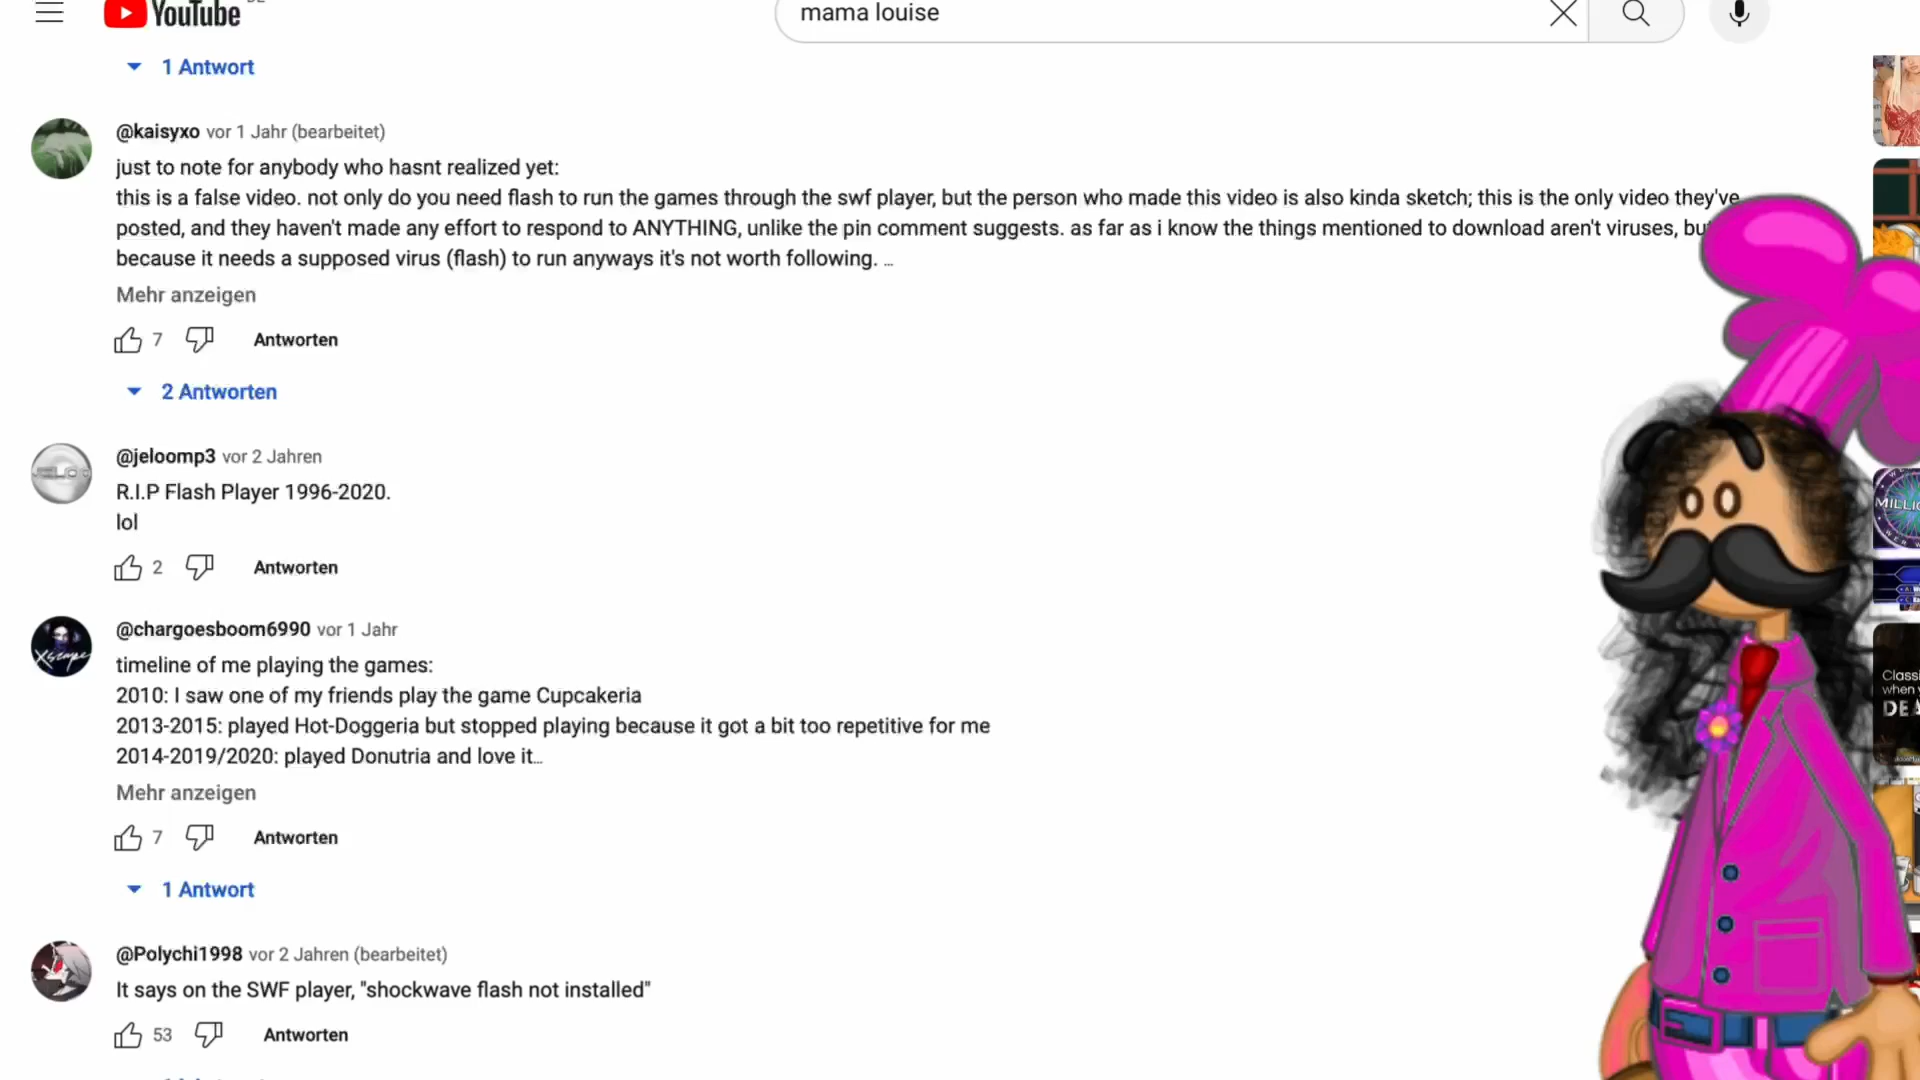 YouTube
mama louise
1 Antwort
@kaisyxo vor 1 Jahr (bearbeitet)
just to note for anybody who hasnt realized yet:
this is a false video. not only do you need flash to run the games through the swf player, but the person who made this video is also kinda sketch; this is the only video they've
posted, and they haven't made any effort to respond to ANYTHING, unlike the pin comment suggests. as far as i know the things mentioned to download aren't viruses, bu
because it needs a supposed virus (flash) to run anyways it's not worth following. ...
Mehr anzeigen
7 Antworten
2 Antworten
@jeloomp3 vor 2 Jahren
R.I.P Flash Player 1996-2020.
lol
2 Antworten
@chargoesboom6990 vor 1 Jahr
timeline of me playing the games:
2010: I saw one of my friends play the game Cupcakeria
2013-2015: played Hot-Doggeria but stopped playing because it got a bit too repetitive for me
2014-2019/2020: played Donutria and love it...
Mehr anzeigen
7 Antworten
1 Antwort
@Polychi1998 vor 2 Jahren (bearbeitet)
It says on the SWF player, "shockwave flash not installed"
53 Antworten
MILLI
Classi
when y
DEA